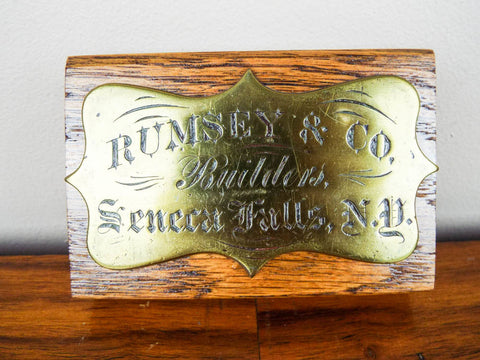 RUMSEY & CO.
Builders,
Seneca Falls, N.Y.